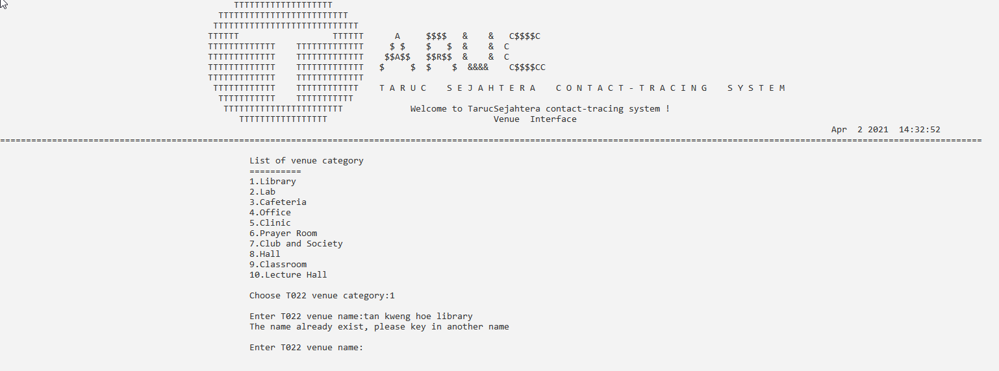 TTTTTTTTTTTTTTTTTTT
TTTTTTTTTTTTTTTTTTTTTTTTT
TTTTTTTTTTTTTTTTTTTTTTTTTTTT
TTTTTT                  TTTTTT      A     $$$$   &    &   C$$$$C
TTTTTTTTTTTTT    TTTTTTTTTTTTT     $ $    $   $  &    &  C
TTTTTTTTTTTTT    TTTTTTTTTTTTT    $$A$$   $$R$$  &    &  C
TTTTTTTTTTTTT    TTTTTTTTTTTTT   $     $  $    $  &&&&    C$$$$CC
TTTTTTTTTTTTT    TTTTTTTTTTTTT
TTTTTTTTTTTT    TTTTTTTTTTTT    T A R U C    S E J A H T E R A    C O N T A C T - T R A C I N G    S Y S T E M
TTTTTTTTTTT    TTTTTTTTTTT
TTTTTTTTTTTTTTTTTTTTTTT             Welcome to TarucSejahtera contact-tracing system !
TTTTTTTTTTTTTTTTT                                Venue  Interface
Apr  2 2021  14:32:52
=============================================================================================================================================================================================
List of venue category
==========
1.Library
2.Lab
3.Cafeteria
4.Office
5.Clinic
6.Prayer Room
7.Club and Society
8.Hall
9.Classroom
10.Lecture Hall
Choose T022 venue category:1
Enter T022 venue name:tan kweng hoe library
The name already exist, please key in another name
Enter T022 venue name: